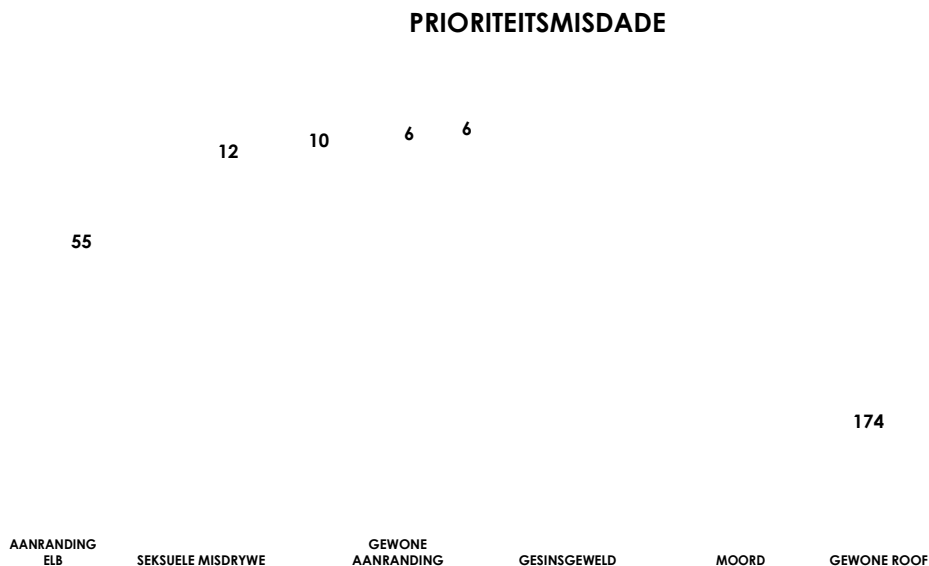 PRIORITEITSMISDADE
12
10
6
6
55
174
AANRANDING
ELB
SEKSUELE MISDRYWE
GEWONE
AANRANDING
GESINSGEWELD
MOORD
GEWONE ROOF